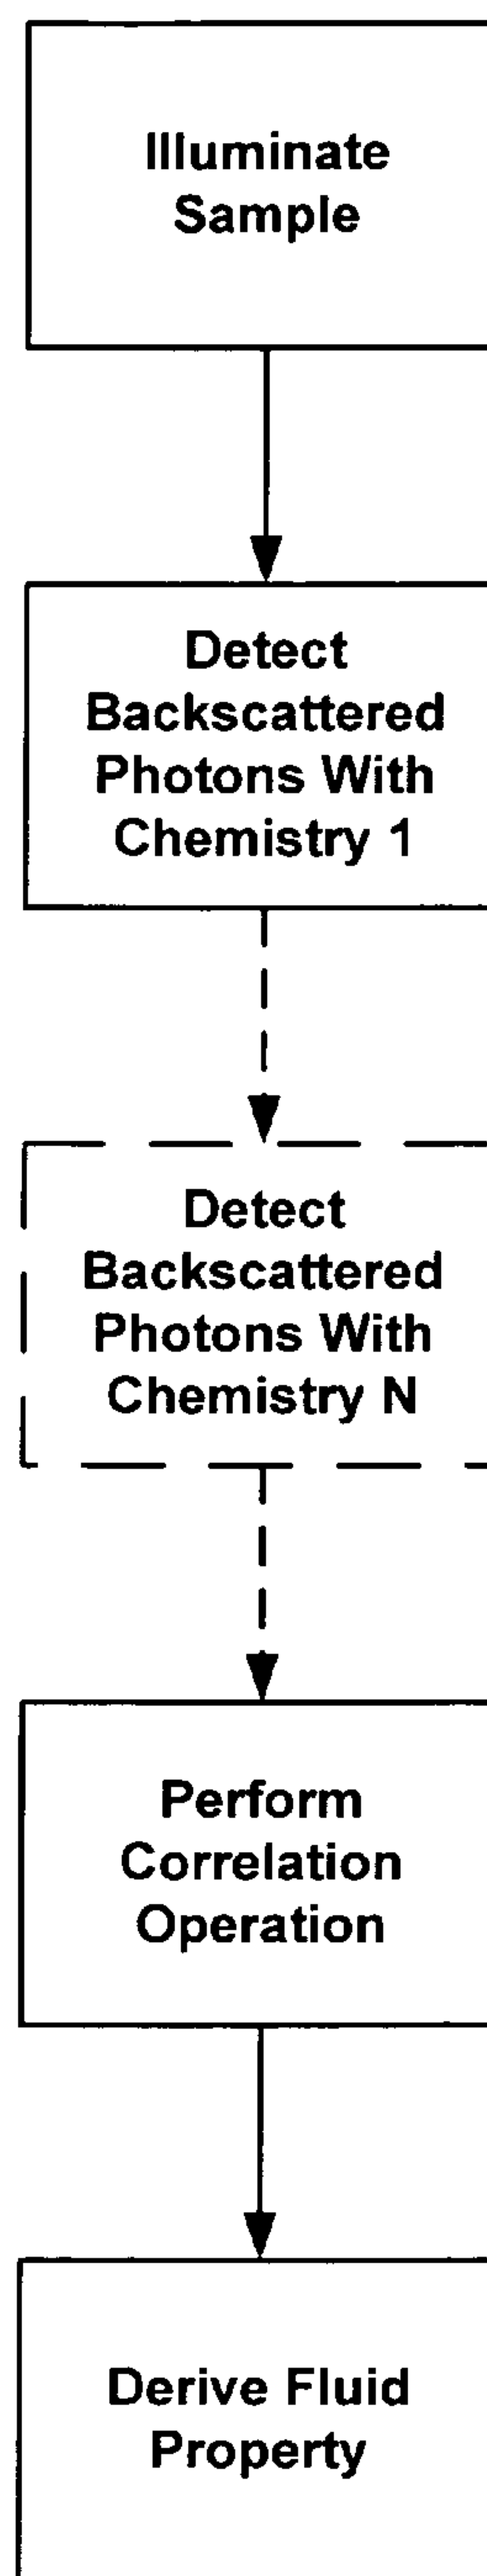 Illuminate
Sample
Detect
Backscattered
Photons With
Chemistry 1
Detect
Backscattered
Photons With
Chemistry N
Perform
Correlation
Operation
Derive Fluid
Property